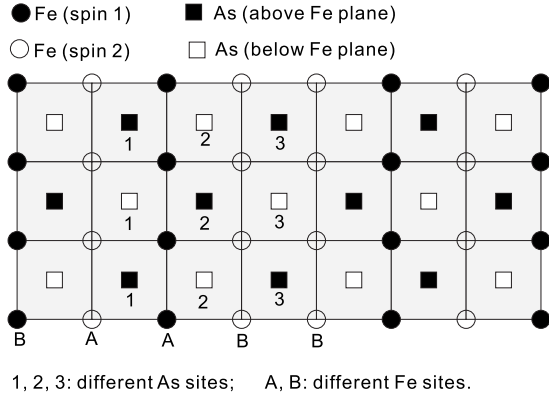 Fe (spin 1) As (above Fe plane)
Fe (spin 2) As (below Fe plane)
1 2 3
1 2 3
1 2 3
B A A B B
1, 2, 3: different As sites; A, B: different Fe sites.